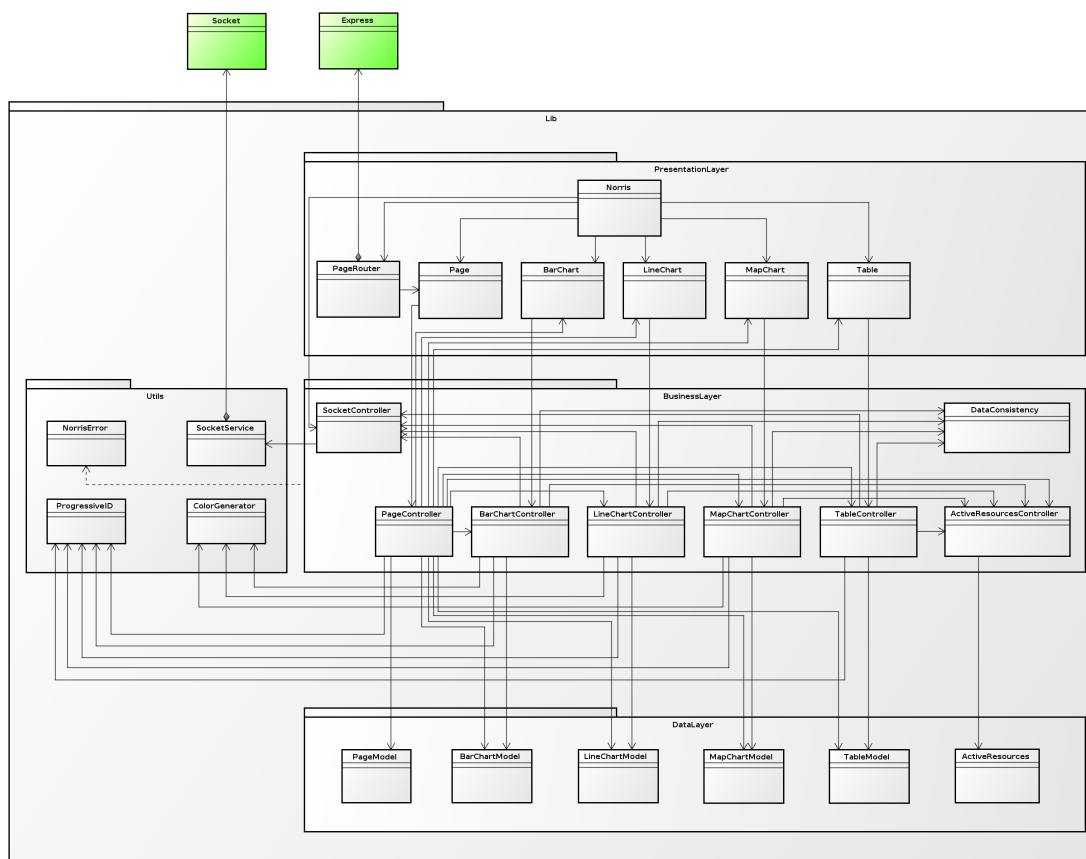 Socket
Express
Lib
PresentationLayer
Norris
PageRouter
Page
BarChart
LineChart
MapChart
Table
Utils
BusinessLayer
NorrisError
SocketService
SocketController
DataConsistency
ProgressiveID
ColorGenerator
PageController
BarChartController
LineChartController
MapChartController
TableController
ActiveResourcesController
DataLayer
PageModel
BarChartModel
LineChartModel
MapChartModel
TableModel
ActiveResources